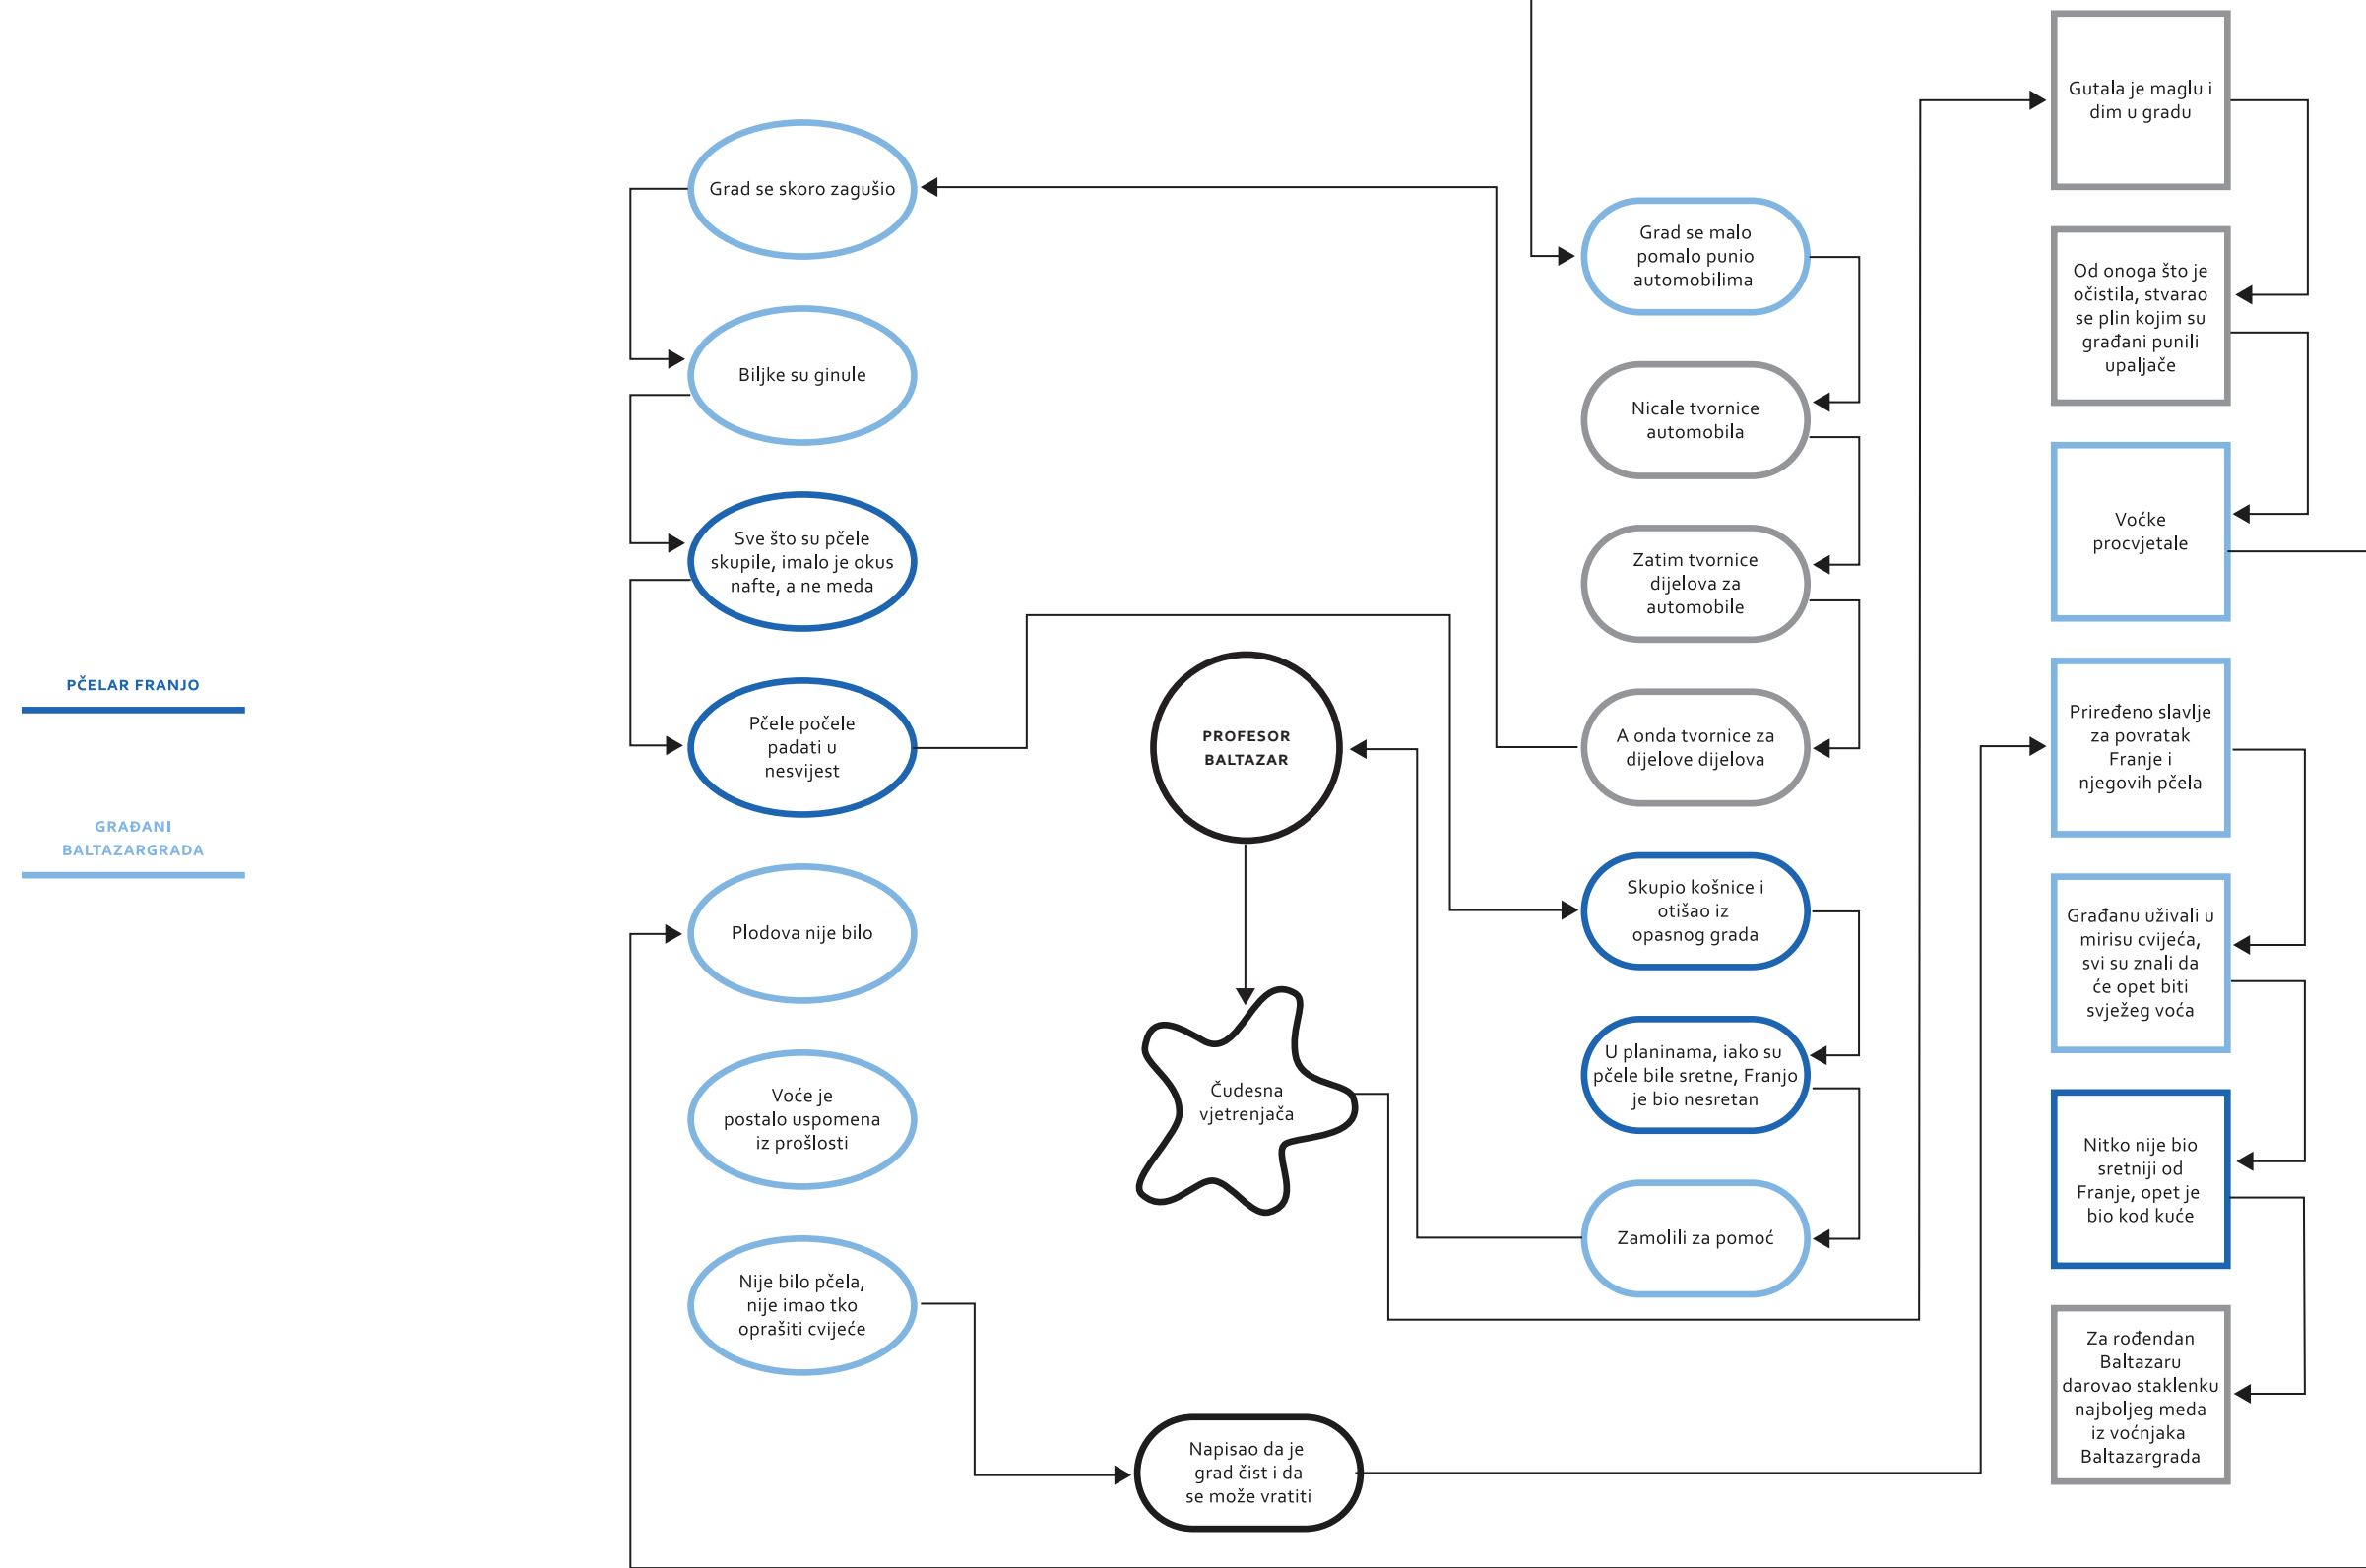 PČELAR FRANJO
GRAĐANI
BALTAZARGRADA
Grad se skoro zagušio
Biljke su ginule
Sve što su pčele
skupile, imalo je okus
nafte, a ne meda
Pčele počele
padati u
nesvijest
Plodova nije bilo
Voće je
postalo uspomena
iz prošlosti
Nije bilo pčela,
nije imao tko
oprašiti cvijeće
PROFESOR
BALTAZAR
Čudesna
vjetrenjača
Napisao da je
grad čist i da
se može vratiti
Grad se malo
pomalo punio
automobilima
Nicale tvornice
automobila
Zatim tvornice
dijelova za
automobile
A onda tvornice za
dijelove dijelova
Skupio košnice i
otišao iz
opasnog grada
U planinama, iako su
pčele bile sretne, Franjo
je bio nesretan
Zamolili za pomoć
Gutala je maglu i
dim u gradu
Od onoga što je
očistila, stvarao
se plin kojim su
građani punili
upaljače
Voćke
procvjetale
Priređeno slavlje
za povratak
Franje i
njegovih pčela
Građanu uživali u
mirisu cvijeća,
svi su znali da
će opet biti
svježeg voća
Nitko nije bio
sretniji od
Franje, opet je
bio kod kuće
Za rođendan
Baltazaru
darovao staklenku
najboljeg meda
iz voćnjaka
Baltazargrada